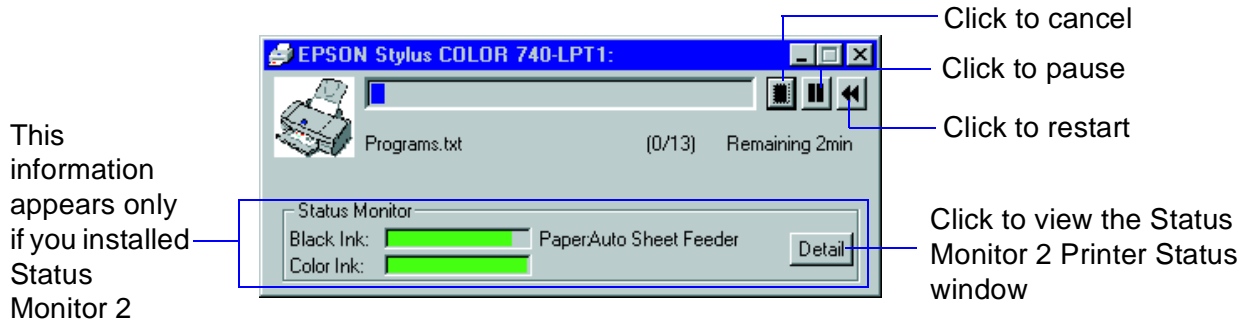 Click to cancel
EPSON Stylus COLOR 740-LPT1:
Click to pause
Click to restart
Programs.txt (0/13) Remaining 2min
This
information
appears only
if you installed
Status
Monitor 2
Status Monitor
Black Ink: Paper:Auto Sheet Feeder
Color Ink:
Detail
Click to view the Status
Monitor 2 Printer Status
window